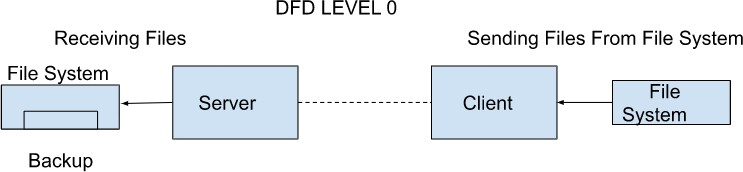 DFD LEVEL 0
Receiving Files
Sending Files From File System
File System
Server
Client
File
System
Backup